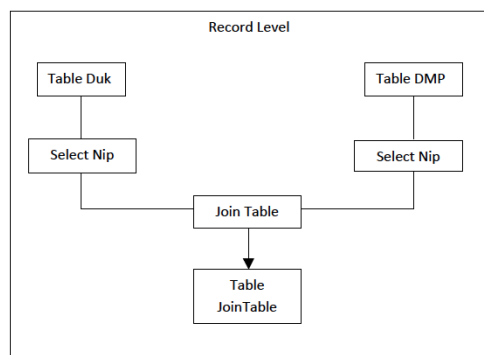 Record Level
Table Duk
Table DMP
Select Nip
Select Nip
Join Table
Table
JoinTable